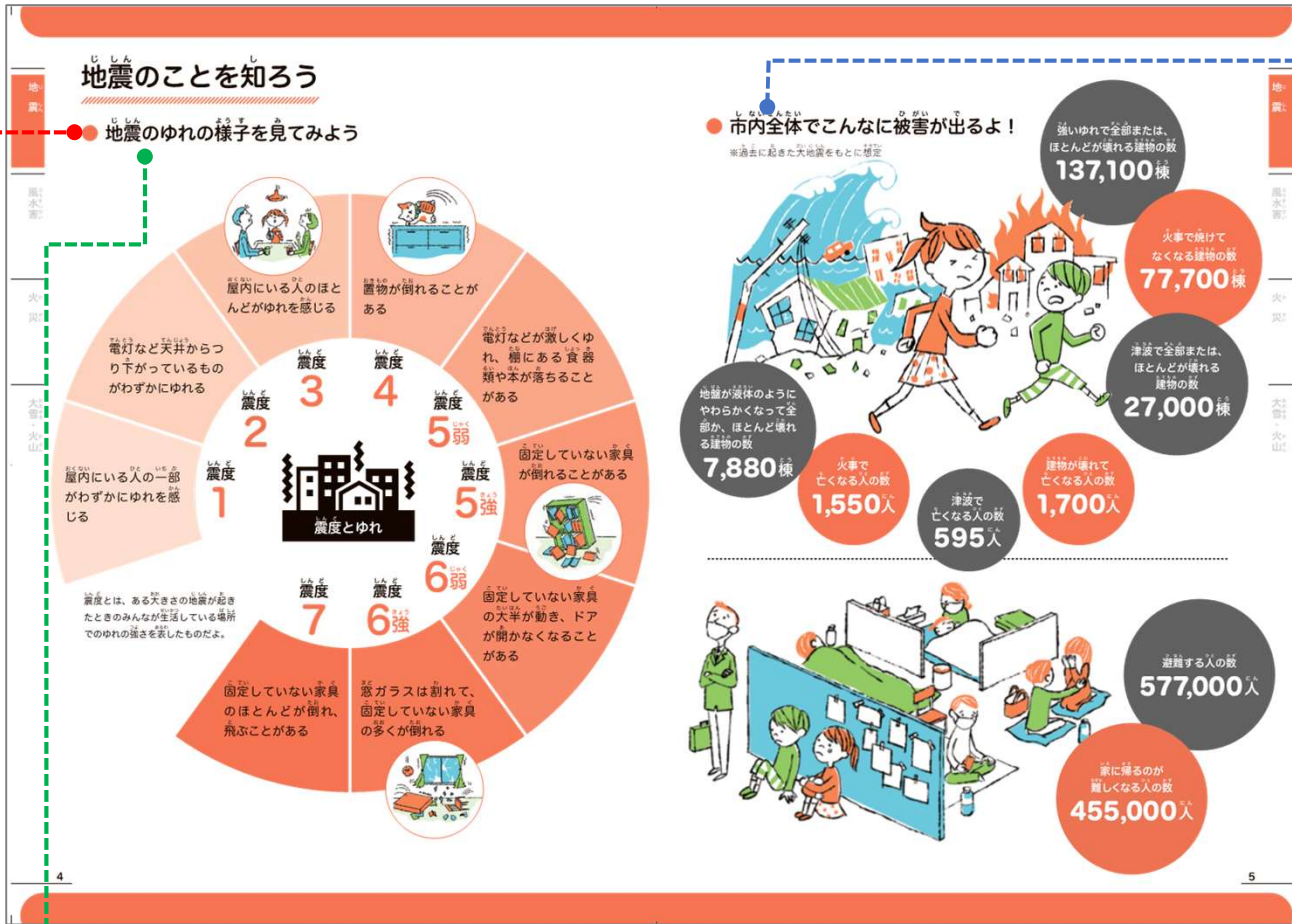 地震のことを知ろう
地震のゆれの様子を見てみよう
屋内にいる人の一部
がわずかにゆれを感
じる
震度
1
電灯など天井からつ
り下がっているもの
がわずかにゆれる
震度
2
屋内にいる人のほと
んどがゆれを感じる
震度
3
置物が倒れることが
ある
震度
4
電灯などが激しくゆ
れ、棚にある食器
類や本が落ちること
がある
震度
5弱
固定していない家具
が倒れることがある
震度
5強
固定していない家具
の大半が動き、ドア
が開かなくなること
がある
震度
6弱
窓ガラスは割れて、
固定していない家具
の多くが倒れる
震度
6強
固定していない家具
のほとんどが倒れ、
飛ぶことがある
震度
7
震度とゆれ
震度とは、ある大きさの地震が起き
たときのみんなが生活している場所
でのゆれの強さを表したものだよ。
地震
風水害
火災
大雪・火山
4
市内全体でこんなに被害が出るよ！
※過去に起きた大地震をもとに想定
強いゆれで全部または、
ほとんどが壊れる建物の数
137,100棟
火事で焼けて
なくなる建物の数
77,700棟
津波で全部または、
ほとんどが壊れる
建物の数
27,000棟
地盤が液体のように
やわらかくなって全
部か、ほとんど壊れ
る建物の数
7,880棟
火事で
亡くなる人の数
1,550人
津波で
亡くなる人の数
595人
建物が壊れて
亡くなる人の数
1,700人
避難する人の数
577,000人
家に帰るのが
難しくなる人の数
455,000人
地震
風水害
火災
大雪・火山
5